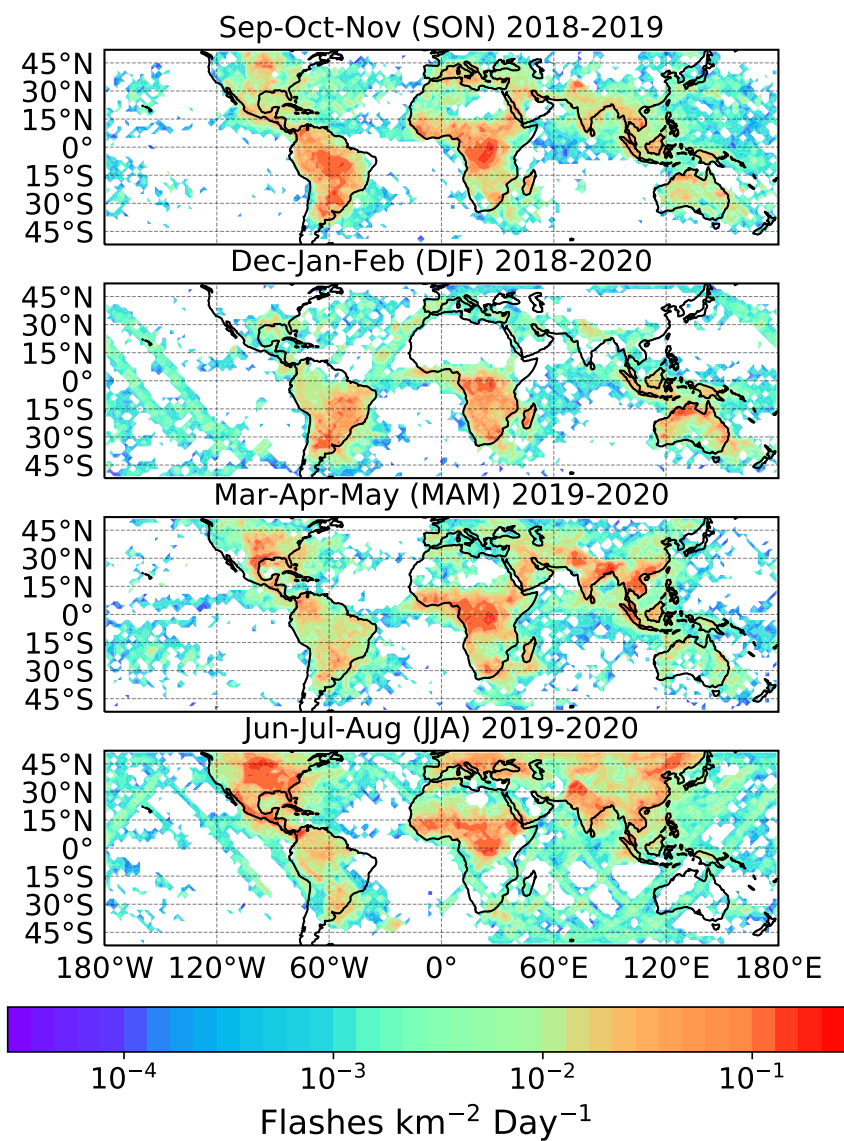 Sep-Oct-Nov (SON) 2018-2019
45°N
30°N
15°N
0°
15°S
30°S
45°S
Dec-Jan-Feb (DJF) 2018-2020
45°N
30°N
15°N
0°
15°S
30°S
45°S
Mar-Apr-May (MAM) 2019-2020
45°N
30°N
15°N
0°
15°S
30°S
45°S
Jun-Jul-Aug (JJA) 2019-2020
45°N
30°N
15°N
0°
15°S
30°S
45°S
180°W 120°W 60°W 0° 60°E 120°E 180°E
10⁻⁴ 10⁻³ 10⁻² 10⁻¹
Flashes km⁻² Day⁻¹